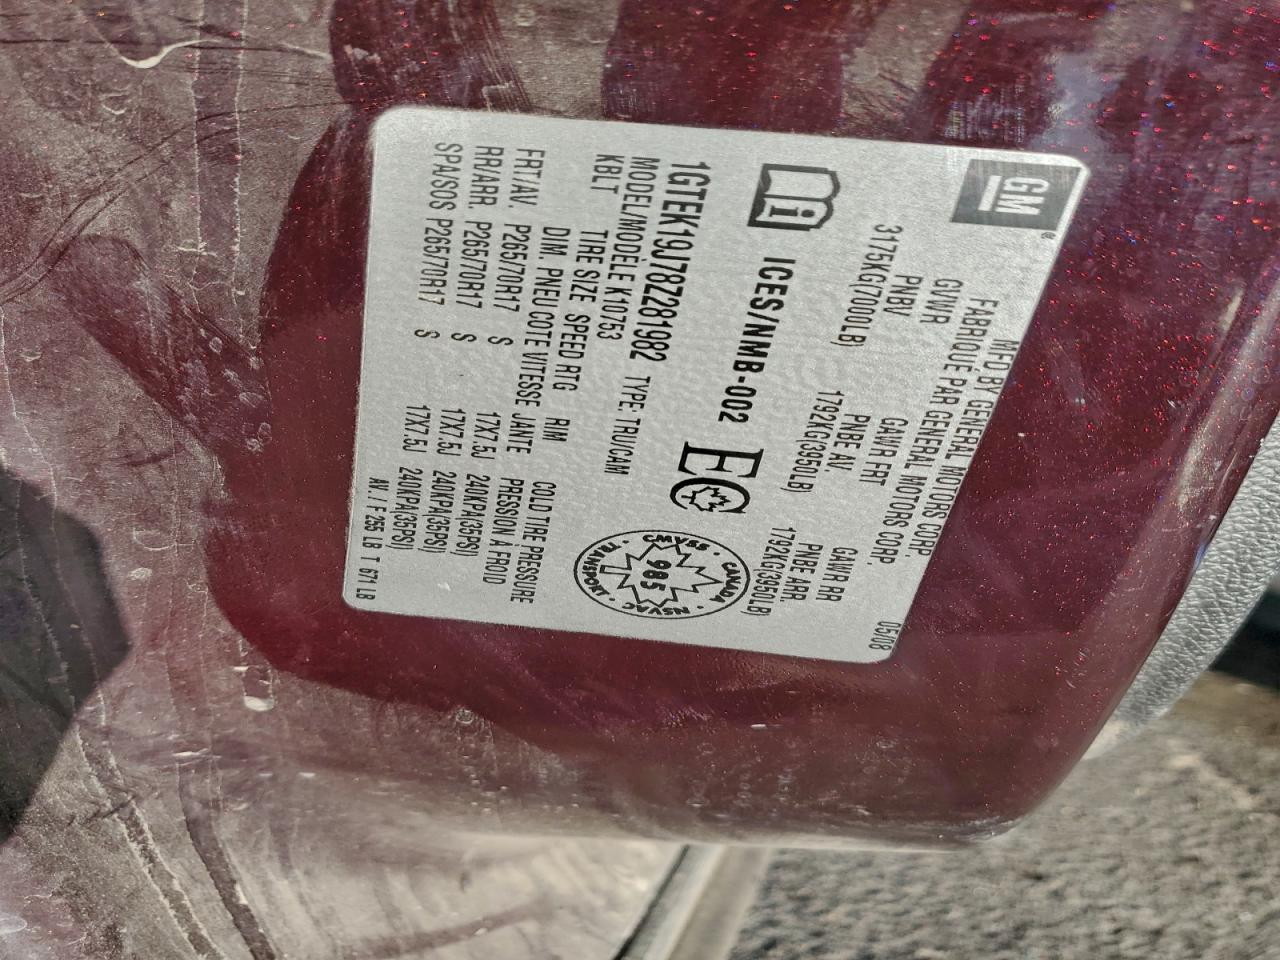 GM
MFD BY GENERAL MOTORS CORP.
FABRIQUÉ PAR GENERAL MOTORS CORP.
05/08
GVWR GAWR FRT GAWR RR
PNBV PNBE AV. PNBE ARR.
3175KG(7000LB) 1792KG(3950LB) 1792KG(3950LB)
i ICES/NMB-002
CANADA · CMVSS · TRANSPORT · NSVAC ·
985
1GTEK19J78Z281982 TYPE: TRU/CAM
MODEL/MODÈLE K10753
KBLT
TIRE SIZE SPEED RTG RIM COLD TIRE PRESSURE
DIM. PNEU COTE VITESSE JANTE PRESSION À FROID
FRT/AV. P265/70R17 S 17X7.5J 240KPA(35PSI)
RR/ARR. P265/70R17 S 17X7.5J 240KPA(35PSI)
SPA/SOS P265/70R17 S 17X7.5J 240KPA(35PSI)
T 671 LB